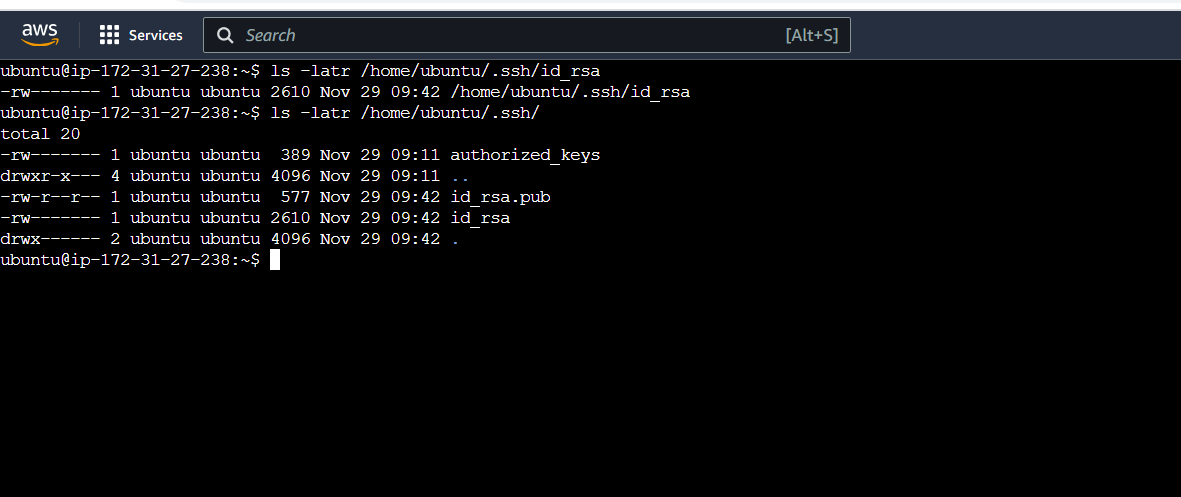 aws Services Search [Alt+S]
ubuntu@ip-172-31-27-238:~$ ls -latr /home/ubuntu/.ssh/id_rsa
-rw------- 1 ubuntu ubuntu 2610 Nov 29 09:42 /home/ubuntu/.ssh/id_rsa
ubuntu@ip-172-31-27-238:~$ ls -latr /home/ubuntu/.ssh/
total 20
-rw------- 1 ubuntu ubuntu  389 Nov 29 09:11 authorized_keys
drwxr-x--- 4 ubuntu ubuntu 4096 Nov 29 09:11 ..
-rw-r--r-- 1 ubuntu ubuntu  577 Nov 29 09:42 id_rsa.pub
-rw------- 1 ubuntu ubuntu 2610 Nov 29 09:42 id_rsa
drwx------ 2 ubuntu ubuntu 4096 Nov 29 09:42 .
ubuntu@ip-172-31-27-238:~$